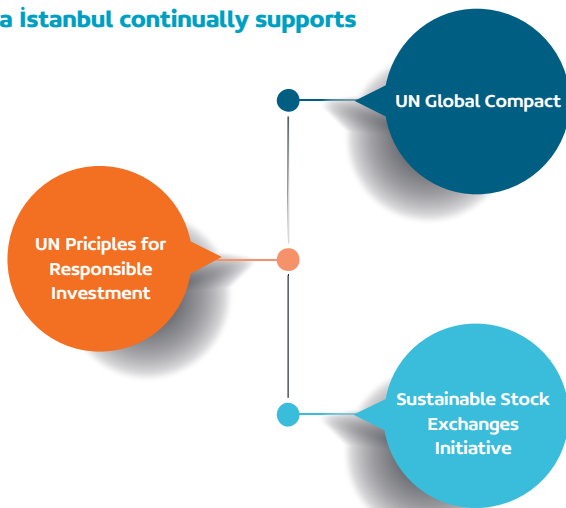 a İstanbul continually supports
UN Global Compact
UN Priciples for
Responsible
Investment
Sustainable Stock
Exchanges
Initiative